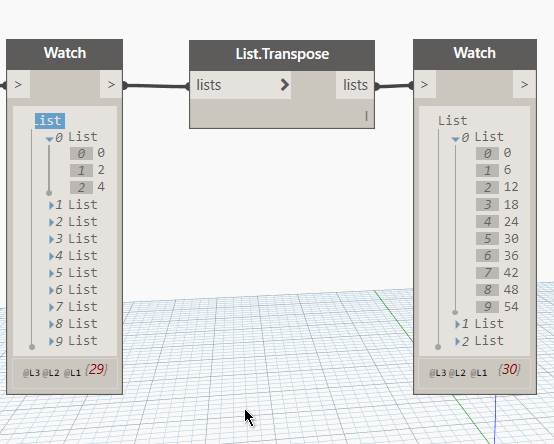 Watch
>
>
List
0 List
0 0
1 2
2 4
1 List
2 List
3 List
4 List
5 List
6 List
7 List
8 List
9 List
@L3 @L2 @L1 {29}
List.Transpose
lists
lists
Watch
>
>
List
0 List
0 0
1 6
2 12
3 18
4 24
5 30
6 36
7 42
8 48
9 54
1 List
2 List
@L3 @L2 @L1 {30}